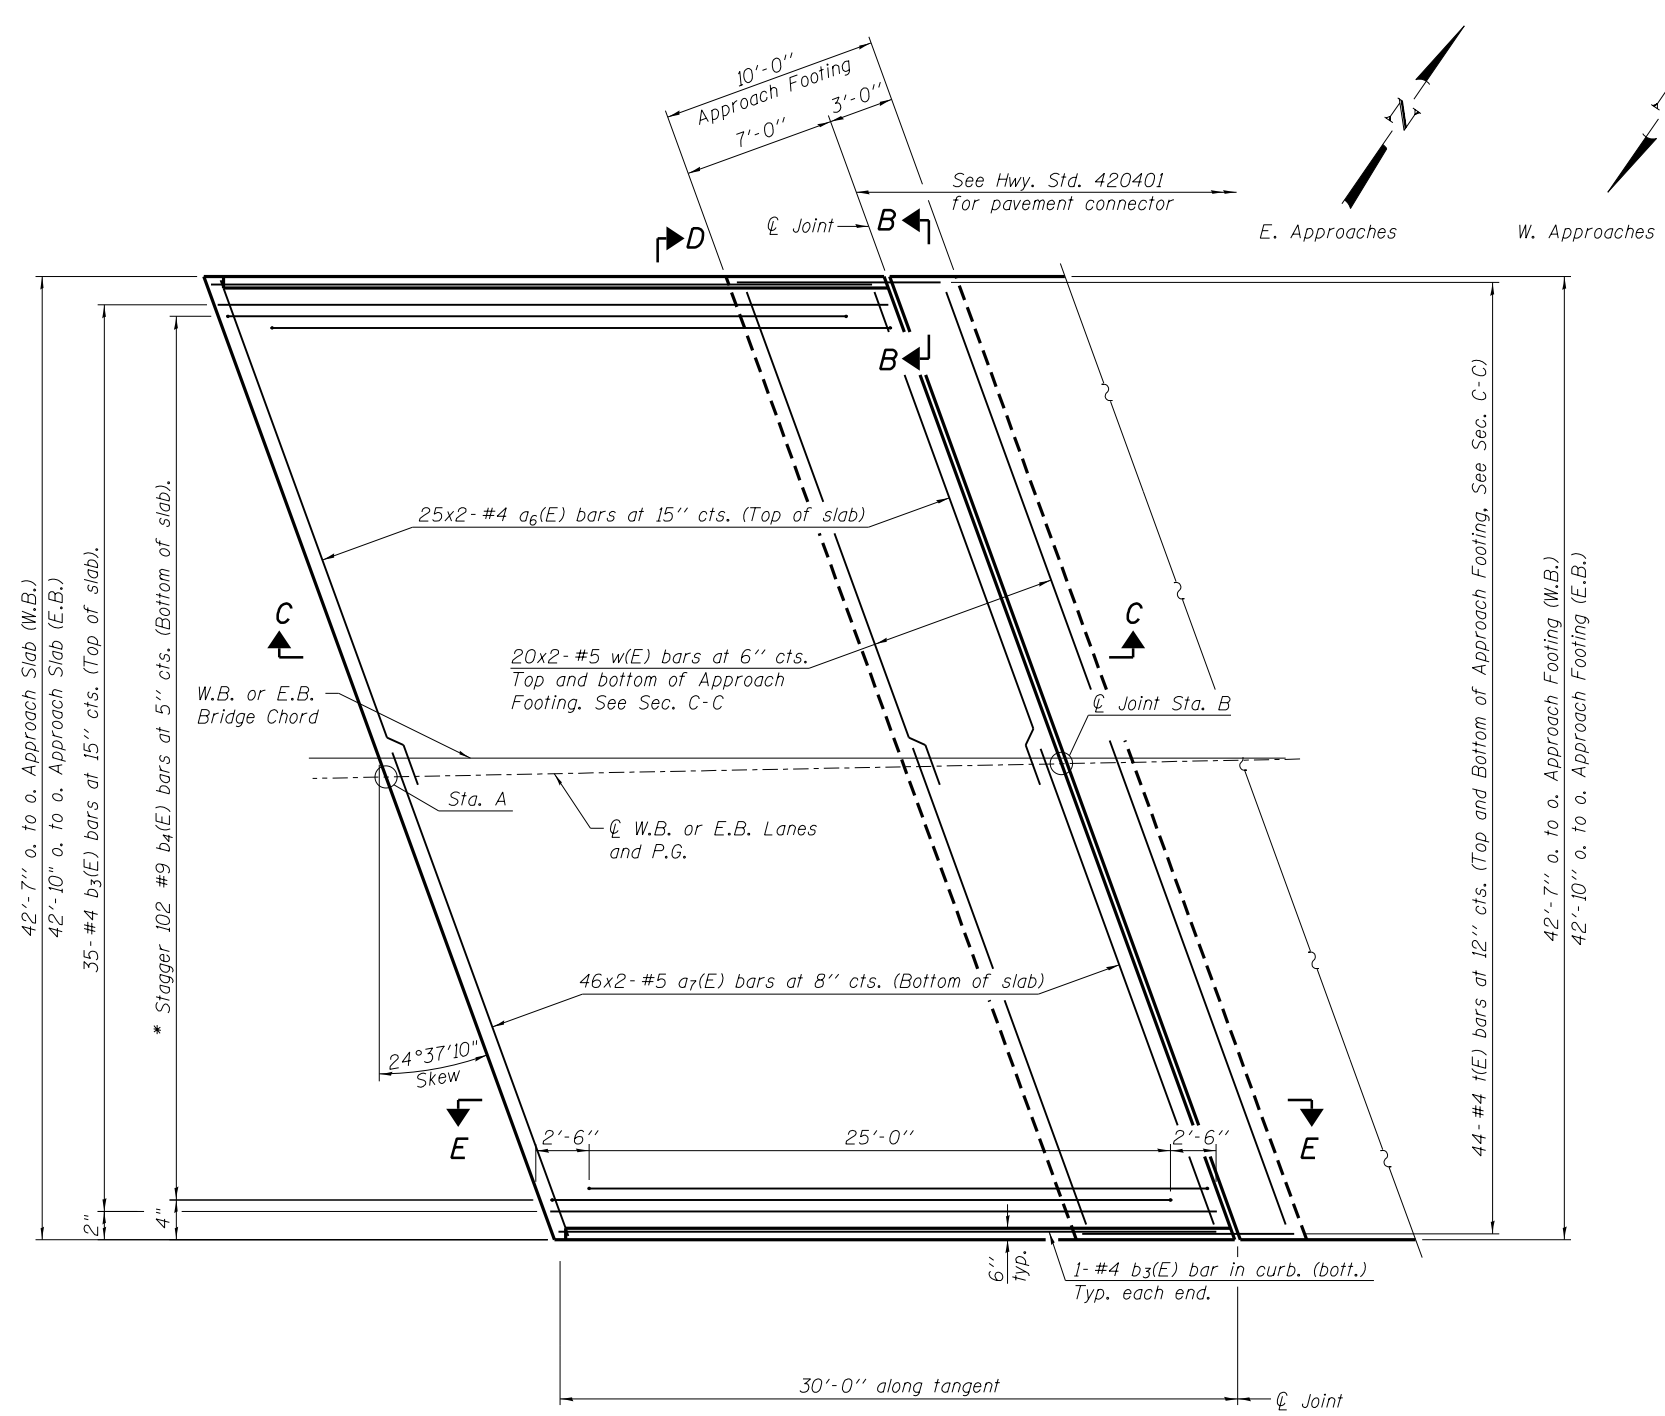 10'-0"
Approach Footing
7'-0"
3'-0"
See Hwy. Std. 420401
for pavement connector
℄ Joint
B
N
E. Approaches
W. Approaches
D
B
25x2-#4 a6(E) bars at 15" cts. (Top of slab)
C
C
20x2-#5 w(E) bars at 6" cts.
Top and bottom of Approach
Footing. See Sec. C-C
W.B. or E.B.
Bridge Chord
℄ Joint Sta. B
Sta. A
℄ W.B. or E.B. Lanes
and P.G.
46x2-#5 a7(E) bars at 8" cts. (Bottom of slab)
24°37'10"
Skew
E
E
2'-6"
25'-0"
2'-6"
42'-7" o. to o. Approach Slab (W.B.)
42'-10" o. to o. Approach Slab (E.B.)
35-#4 b3(E) bars at 15" cts. (Top of slab).
* Stagger 102 #9 b4(E) bars at 5" cts. (Bottom of slab).
2"
4"
44-#4 t(E) bars at 12" cts. (Top and Bottom of Approach Footing, See Sec. C-C)
42'-7" o. to o. Approach Footing (W.B.)
42'-10" o. to o. Approach Footing (E.B.)
6"
typ.
1-#4 b3(E) bar in curb. (bott.)
Typ. each end.
30'-0" along tangent
℄ Joint